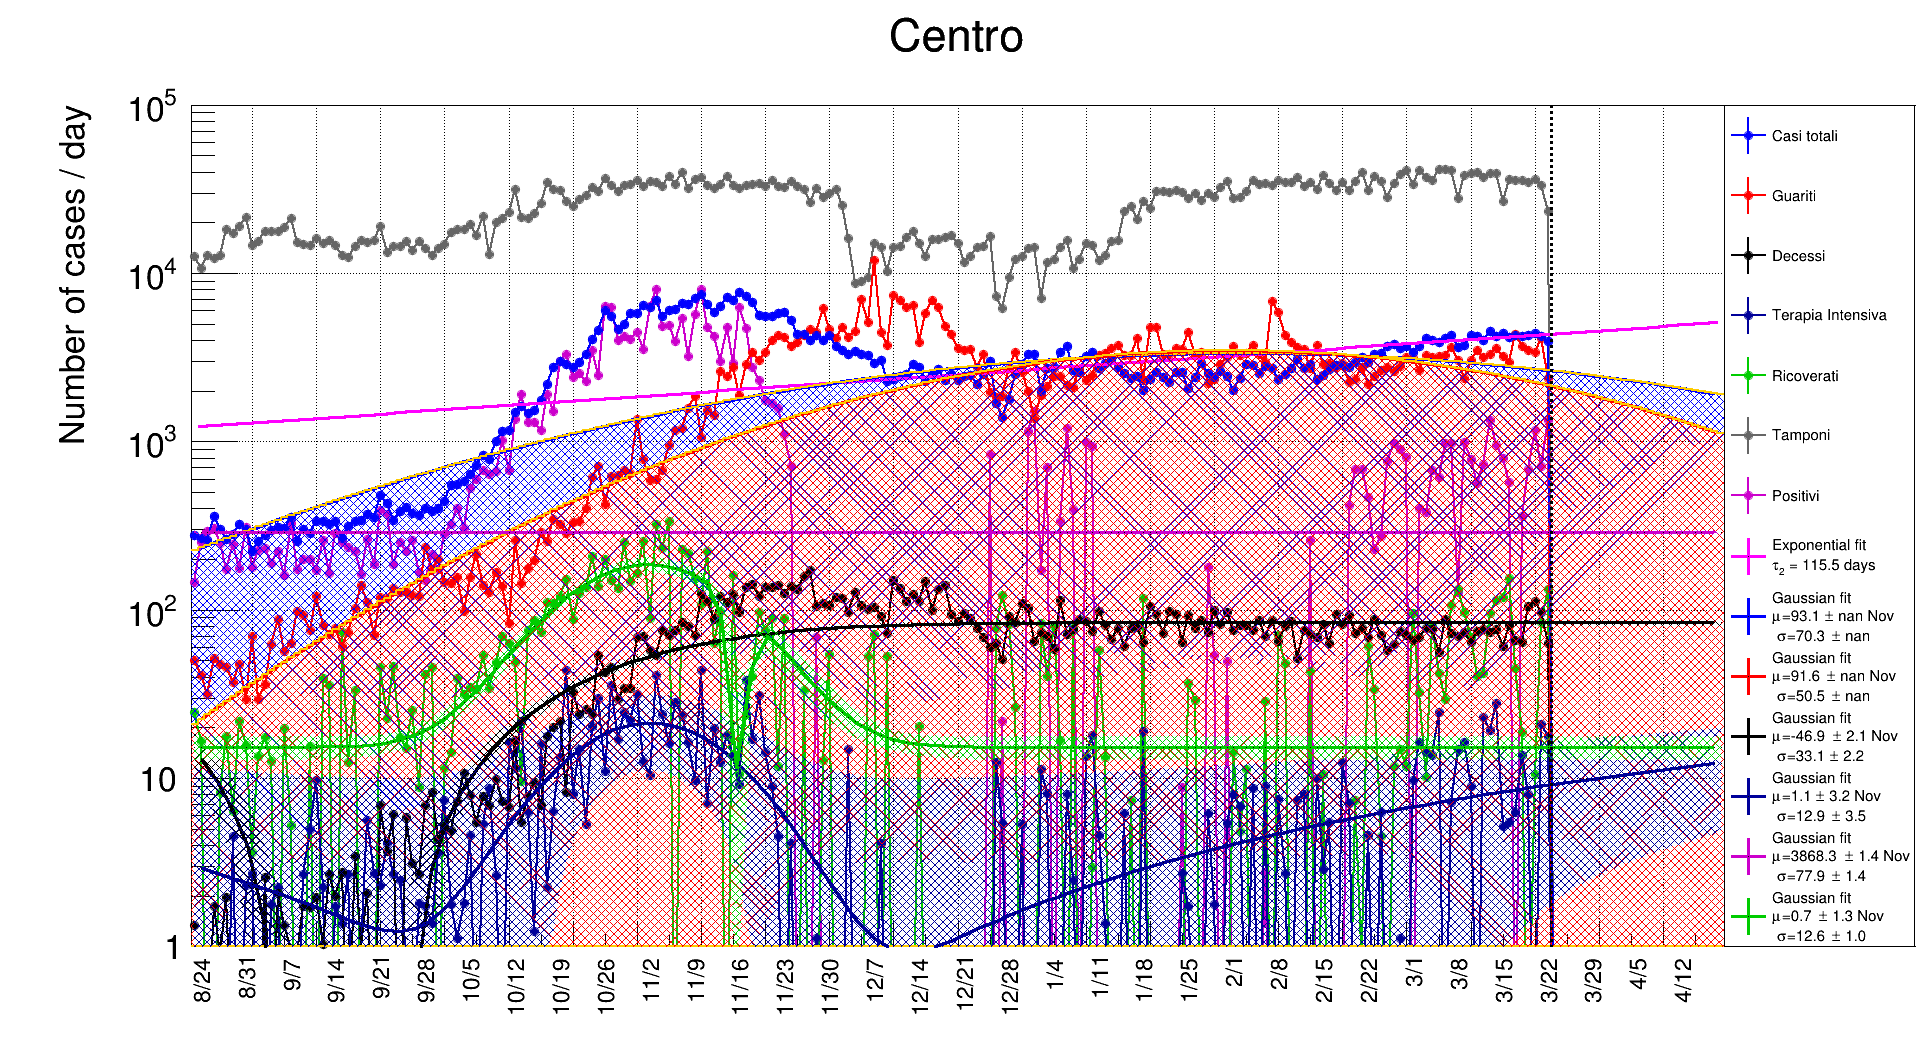 Centro
Number of cases / day
10⁵
10⁴
10³
10²
10
1
8/24 8/31 9/7 9/14 9/21 9/28 10/5 10/12 10/19 10/26 11/2 11/9 11/16 11/23 11/30 12/7 12/14 12/21 12/28 1/4 1/11 1/18 1/25 2/1 2/8 2/15 2/22 3/1 3/8 3/15 3/22 3/29 4/5 4/12
Casi totali
Guariti
Decessi
Terapia Intensiva
Ricoverati
Tamponi
Positivi
Exponential fit
τ₂ = 115.5 days
Gaussian fit
μ=93.1 ± nan Nov
σ=70.3 ± nan
Gaussian fit
μ=91.6 ± nan Nov
σ=50.5 ± nan
Gaussian fit
μ=-46.9 ± 2.1 Nov
σ=33.1 ± 2.2
Gaussian fit
μ=1.1 ± 3.2 Nov
σ=12.9 ± 3.5
Gaussian fit
μ=3868.3 ± 1.4 Nov
σ=77.9 ± 1.4
Gaussian fit
μ=0.7 ± 1.3 Nov
σ=12.6 ± 1.0